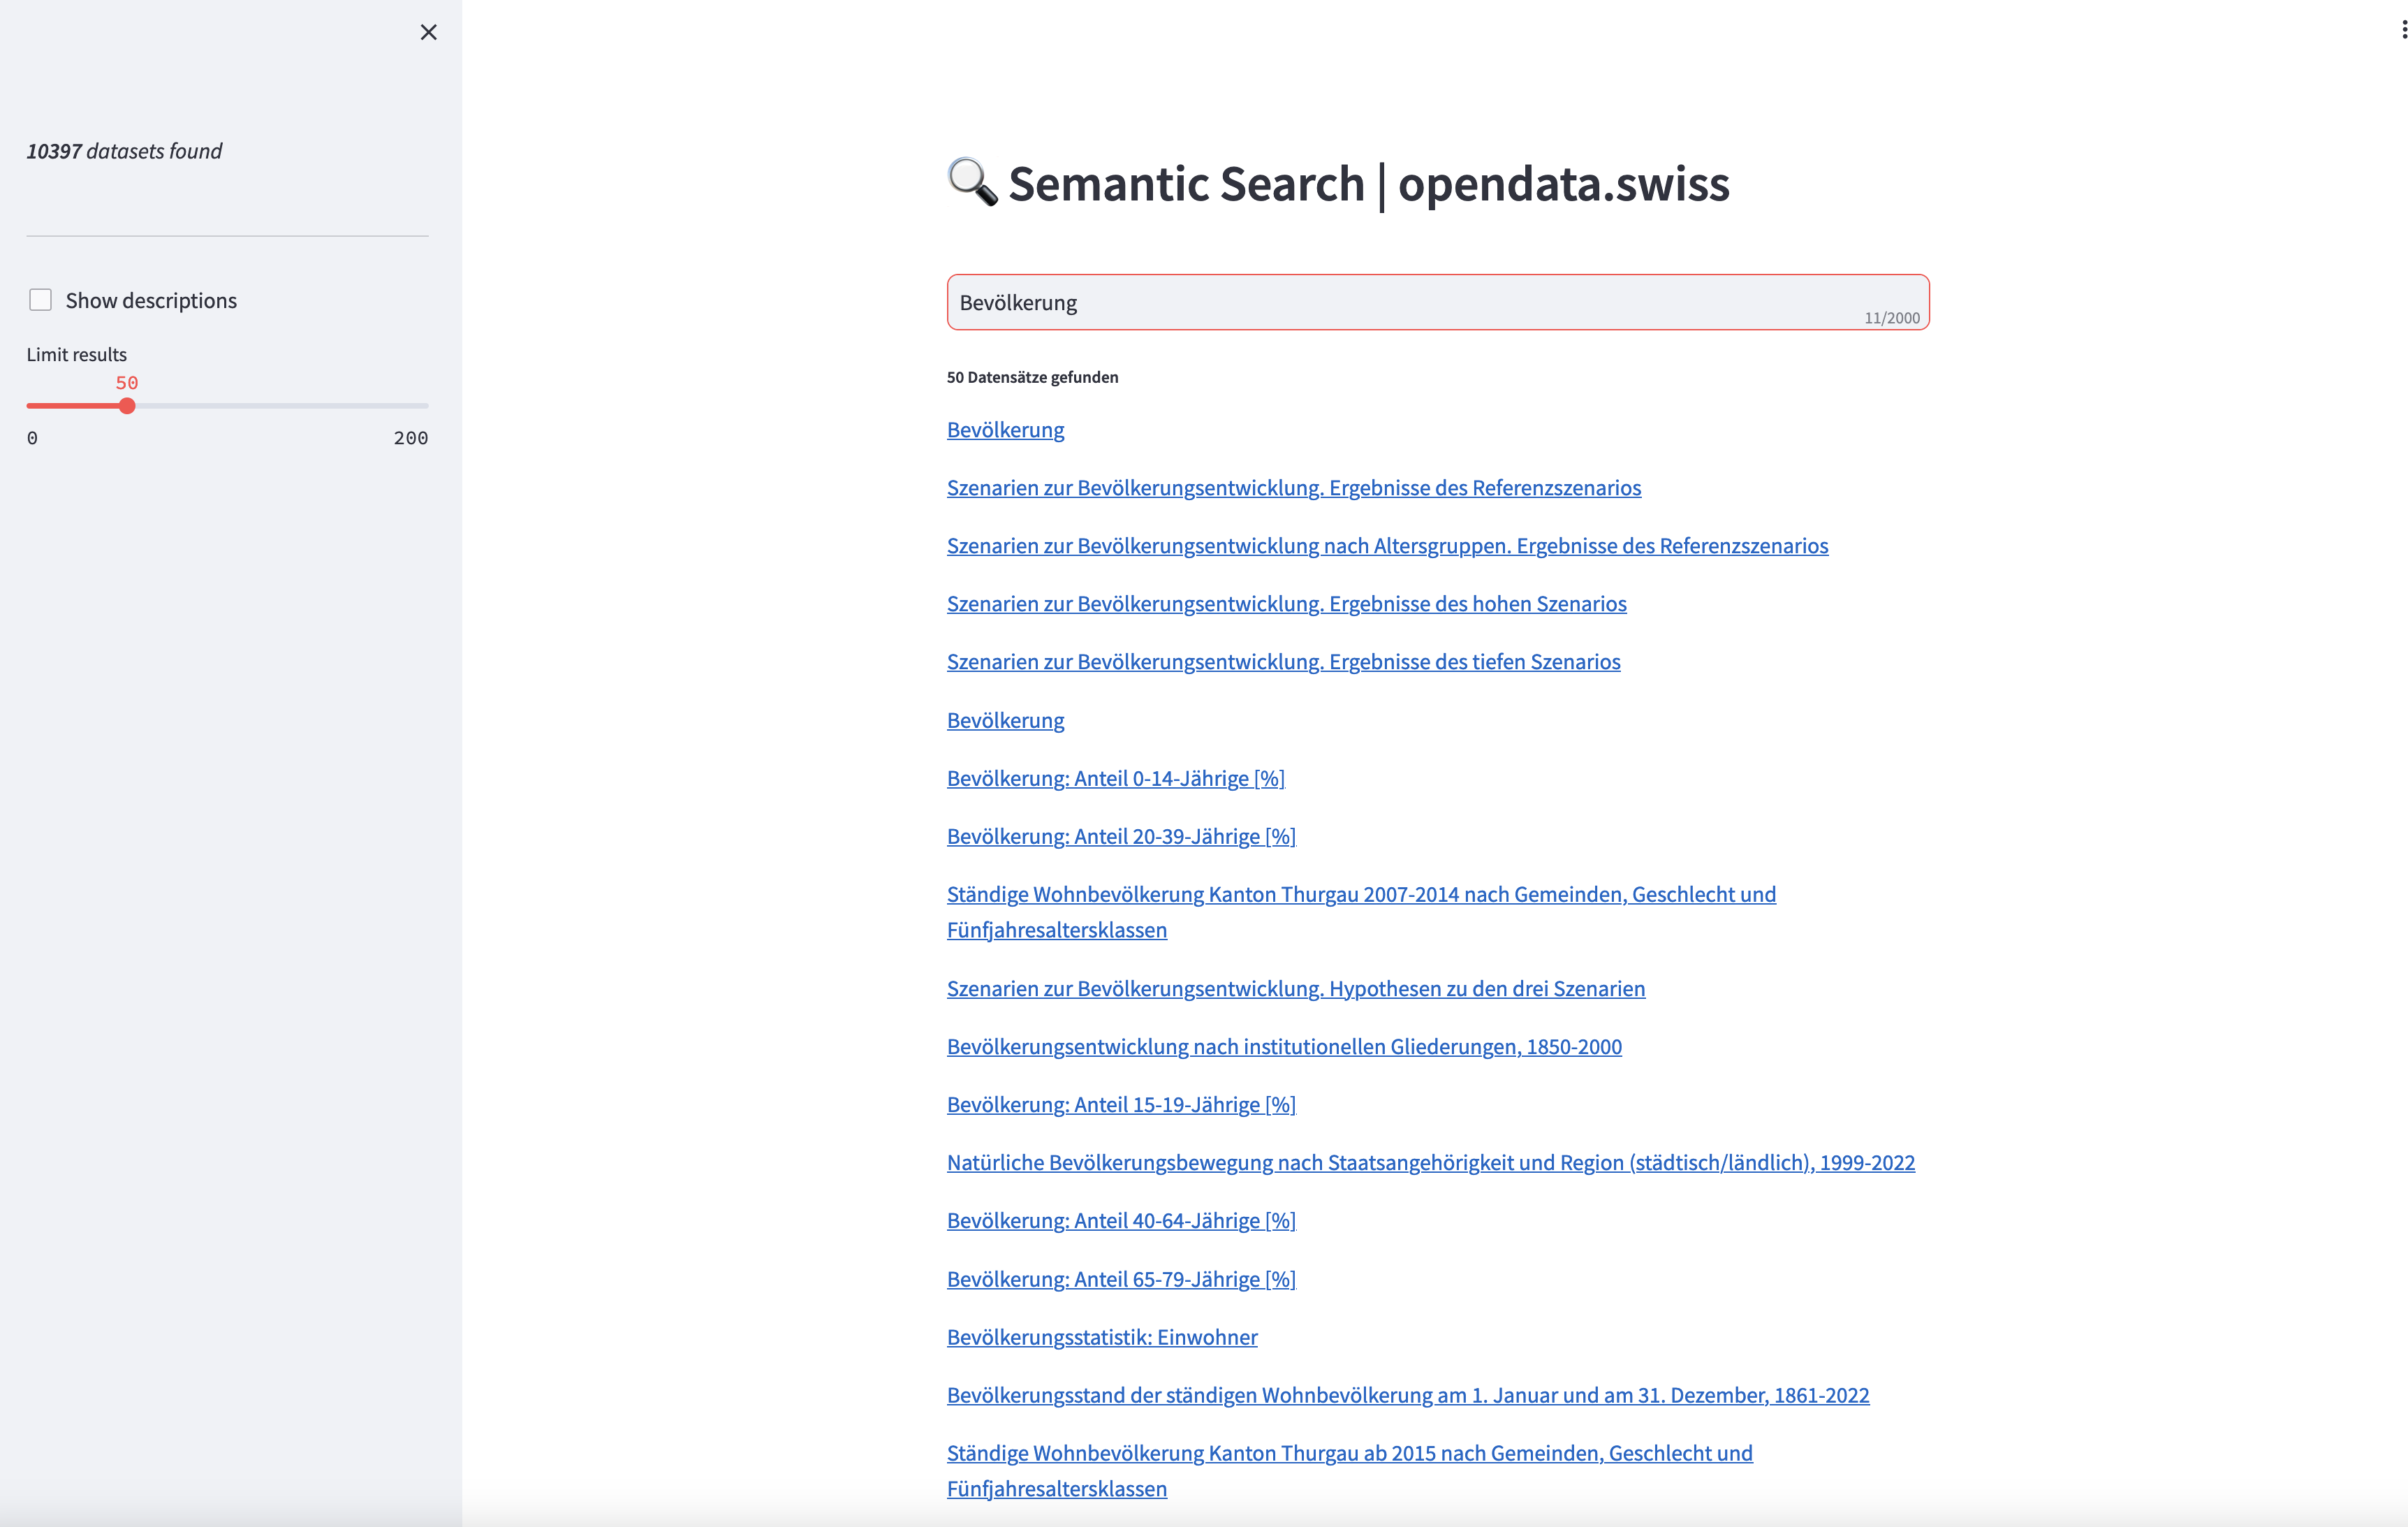 10397 datasets found
Show descriptions
Limit results
50
0
200
Semantic Search | opendata.swiss
Bevölkerung
11/2000
50 Datensätze gefunden
Bevölkerung
Szenarien zur Bevölkerungsentwicklung. Ergebnisse des Referenzszenarios
Szenarien zur Bevölkerungsentwicklung nach Altersgruppen. Ergebnisse des Referenzszenarios
Szenarien zur Bevölkerungsentwicklung. Ergebnisse des hohen Szenarios
Szenarien zur Bevölkerungsentwicklung. Ergebnisse des tiefen Szenarios
Bevölkerung
Bevölkerung: Anteil 0-14-Jährige [%]
Bevölkerung: Anteil 20-39-Jährige [%]
Ständige Wohnbevölkerung Kanton Thurgau 2007-2014 nach Gemeinden, Geschlecht und
Fünfjahresaltersklassen
Szenarien zur Bevölkerungsentwicklung. Hypothesen zu den drei Szenarien
Bevölkerungsentwicklung nach institutionellen Gliederungen, 1850-2000
Bevölkerung: Anteil 15-19-Jährige [%]
Natürliche Bevölkerungsbewegung nach Staatsangehörigkeit und Region (städtisch/ländlich), 1999-2022
Bevölkerung: Anteil 40-64-Jährige [%]
Bevölkerung: Anteil 65-79-Jährige [%]
Bevölkerungsstatistik: Einwohner
Bevölkerungsstand der ständigen Wohnbevölkerung am 1. Januar und am 31. Dezember, 1861-2022
Ständige Wohnbevölkerung Kanton Thurgau ab 2015 nach Gemeinden, Geschlecht und
Fünfjahresaltersklassen